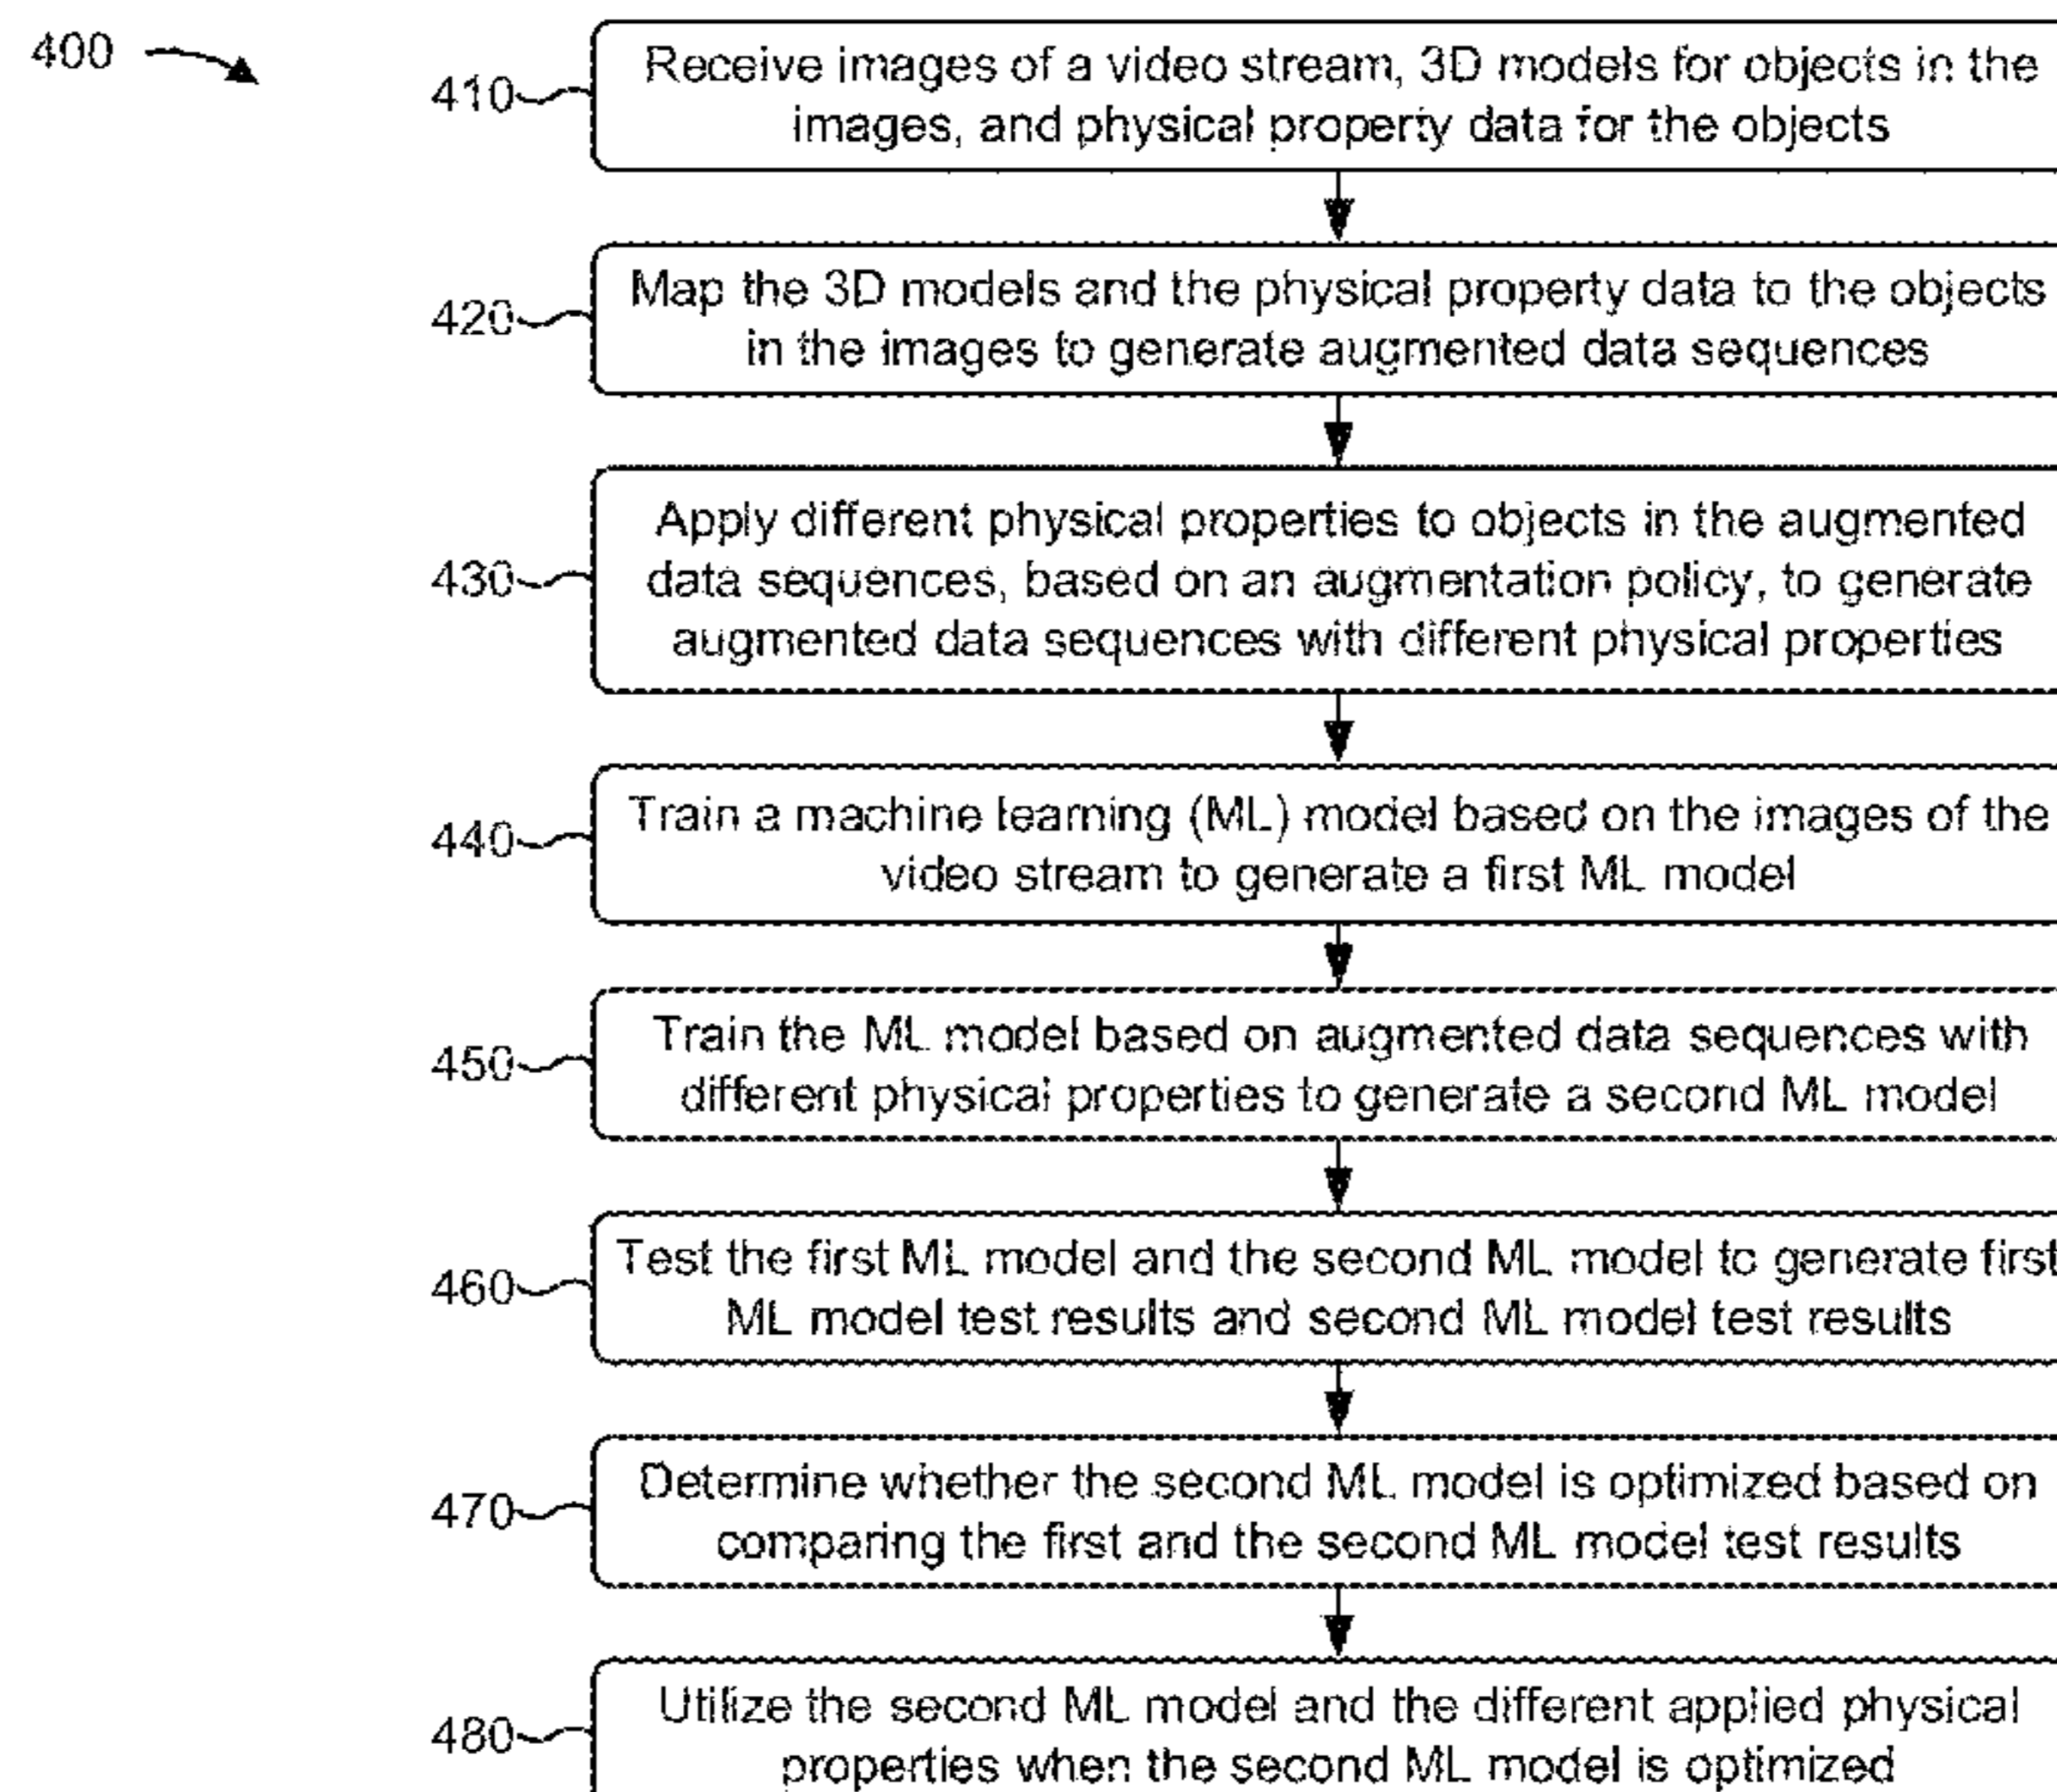 400
410
Receive images of a video stream, 3D models for objects in the
images, and physical property data for the objects
420
Map the 3D models and the physical property data to the objects
in the images to generate augmented data sequences
430
Apply different physical properties to objects in the augmented
data sequences, based on an augmentation policy, to generate
augmented data sequences with different physical properties
440
Train a machine learning (ML) model based on the images of the
video stream to generate a first ML model
450
Train the ML model based on augmented data sequences with
different physical properties to generate a second ML model
460
Test the first ML model and the second ML model to generate first
ML model test results and second ML model test results
470
Determine whether the second ML model is optimized based on
comparing the first and the second ML model test results
480
Utilize the second ML model and the different applied physical
properties when the second ML model is optimized